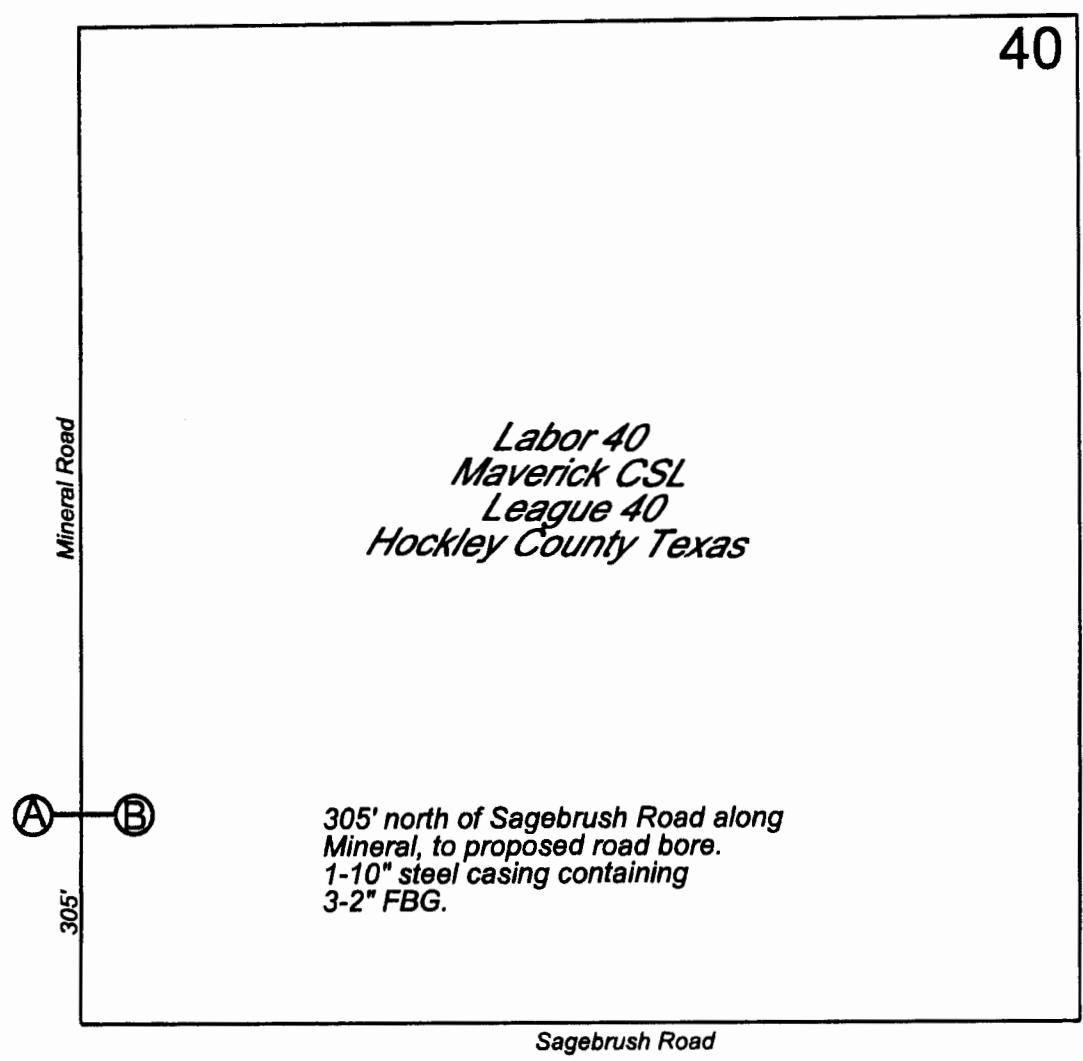 40
Mineral Road
Labor 40
Maverick CSL
League 40
Hockley County Texas
A
B
305' north of Sagebrush Road along
Mineral, to proposed road bore.
1-10" steel casing containing
3-2" FBG.
305'
Sagebrush Road